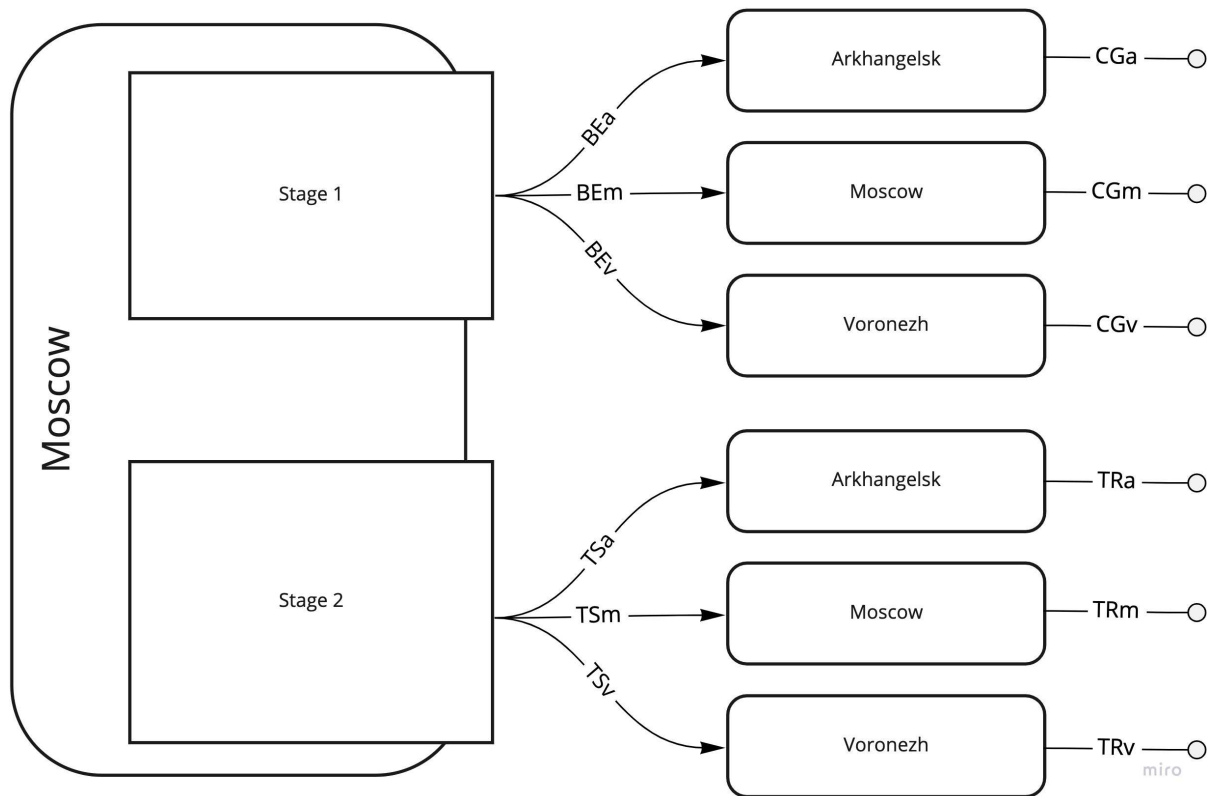 Moscow
Stage 1
BEa
BEm
BEv
Arkhangelsk
CGa
Moscow
CGm
Voronezh
CGv
Stage 2
TSa
TSm
TSv
Arkhangelsk
TRa
Moscow
TRm
Voronezh
TRv
miro